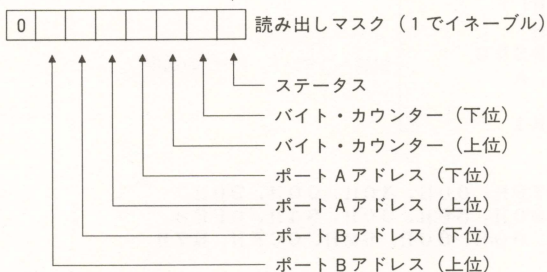 0 読み出しマスク（1でイネーブル）
ステータス
バイト・カウンター（下位）
バイト・カウンター（上位）
ポートAアドレス（下位）
ポートAアドレス（上位）
ポートBアドレス（下位）
ポートBアドレス（上位）